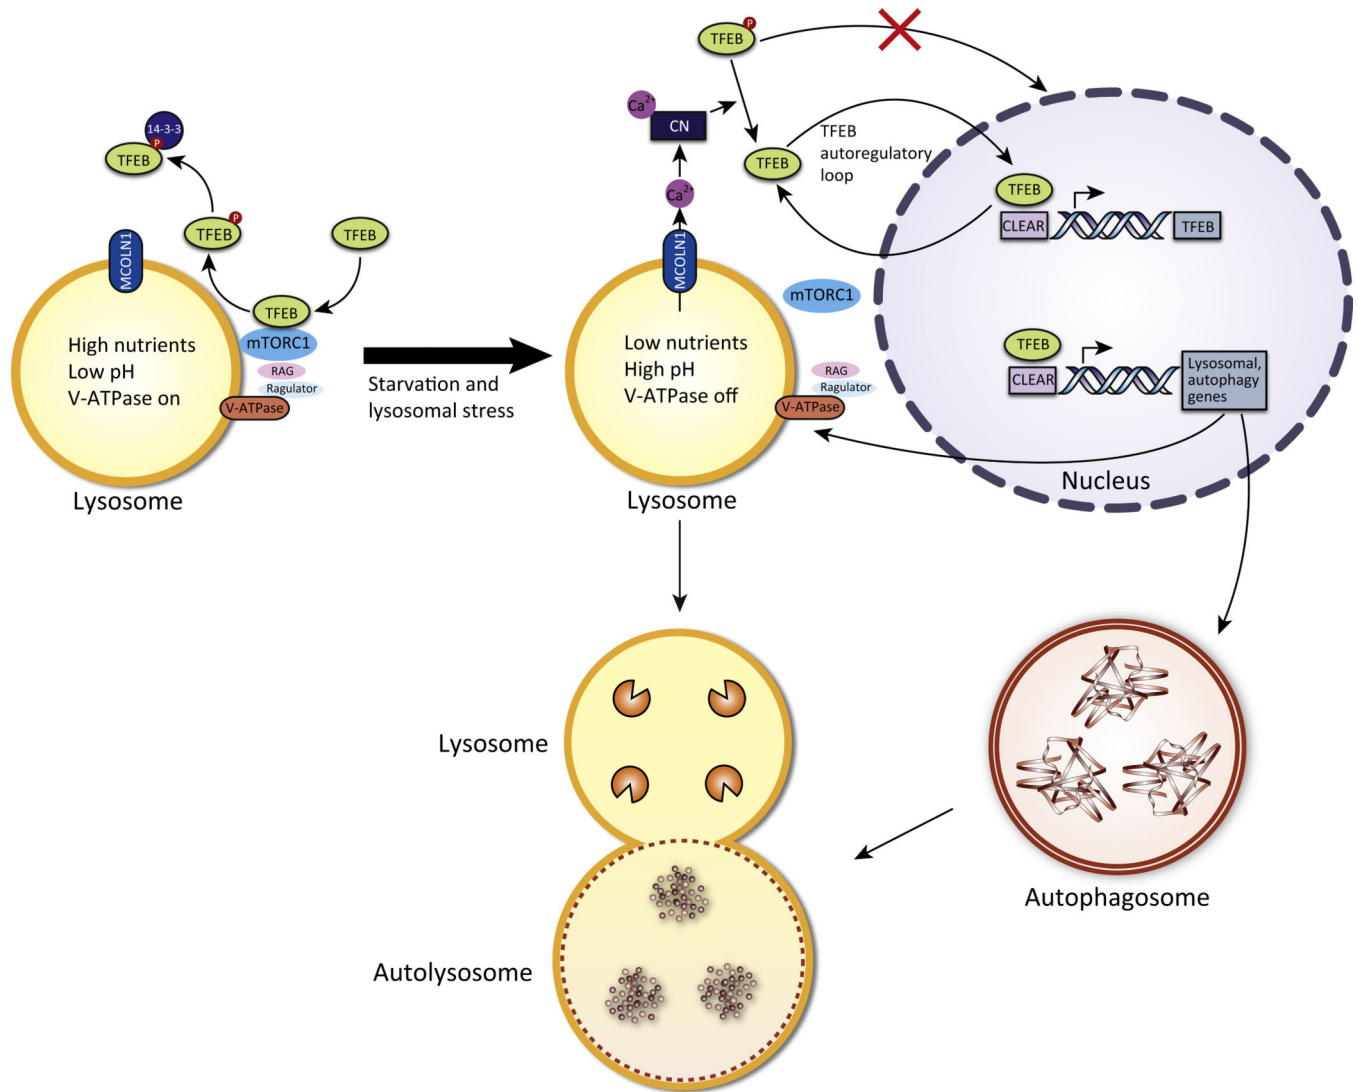 TFEB
P
14-3-3
P
TFEB
TFEB
P
TFEB
MCOLN1
TFEB
mTORC1
RAG
Ragulator
V-ATPase
High nutrients
Low pH
V-ATPase on
Lysosome
Starvation and
lysosomal stress
Ca2+
CN
TFEB
TFEB
autoregulatory
loop
Ca2+
MCOLN1
mTORC1
RAG
Ragulator
V-ATPase
Low nutrients
High pH
V-ATPase off
Lysosome
TFEB
CLEAR
TFEB
TFEB
CLEAR
Lysosomal,
autophagy
genes
Nucleus
Lysosome
Autolysosome
Autophagosome